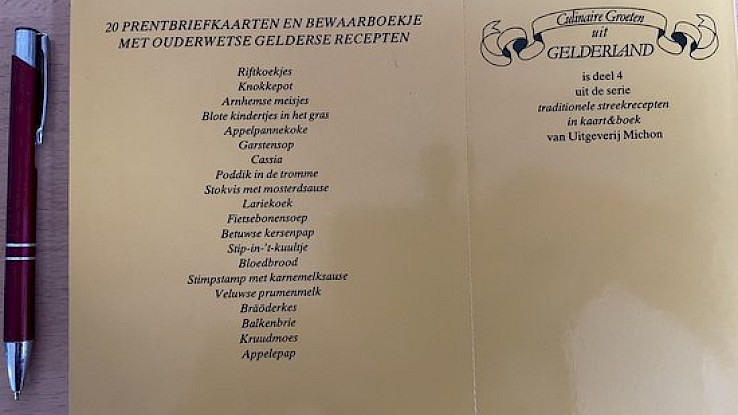 20 PRENTBRIEFKAARTEN EN BEWAARBOEKJE
MET OUDERWETSE GELDERSE RECEPTEN
Riftkoekjes
Knokkepot
Arnhemse meisjes
Blote kindertjes in het gras
Appelpannekoke
Garstensop
Cassia
Poddik in de tromme
Stokvis met mosterdsause
Lariekoek
Fietsebonensoep
Betuwse kersenpap
Stip-in-'t-kuultje
Bloedbrood
Stimpstamp met karnemelksause
Veluwse prumenmelk
Bräöderkes
Balkenbrie
Kruudmoes
Appelepap
Culinaire Groeten
uit
GELDERLAND
is deel 4
uit de serie
traditionele streekrecepten
in kaart&boek
van Uitgeverij Michon